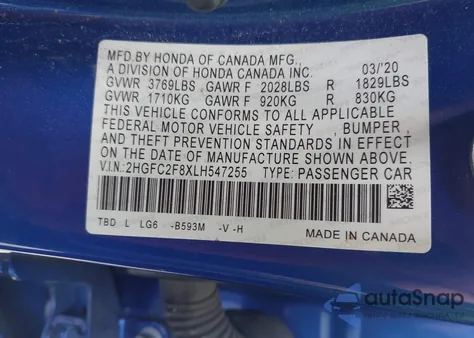 MFD.BY HONDA OF CANADA MFG.,
A DIVISION OF HONDA CANADA INC. 03/'20
GVWR 3769LBS GAWR F 2028LBS R 1829LBS
GVWR 1710KG GAWR F 920KG R 830KG
THIS VEHICLE CONFORMS TO ALL APPLICABLE
FEDERAL MOTOR VEHICLE SAFETY , BUMPER ,
AND THEFT PREVENTION STANDARDS IN EFFECT
ON THE DATE OF MANUFACTURE SHOWN ABOVE.
V.I.N:2HGFC2F8XLH547255 TYPE: PASSENGER CAR
TBD L LG6 -B593M -V -H
MADE IN CANADA
autoSnap